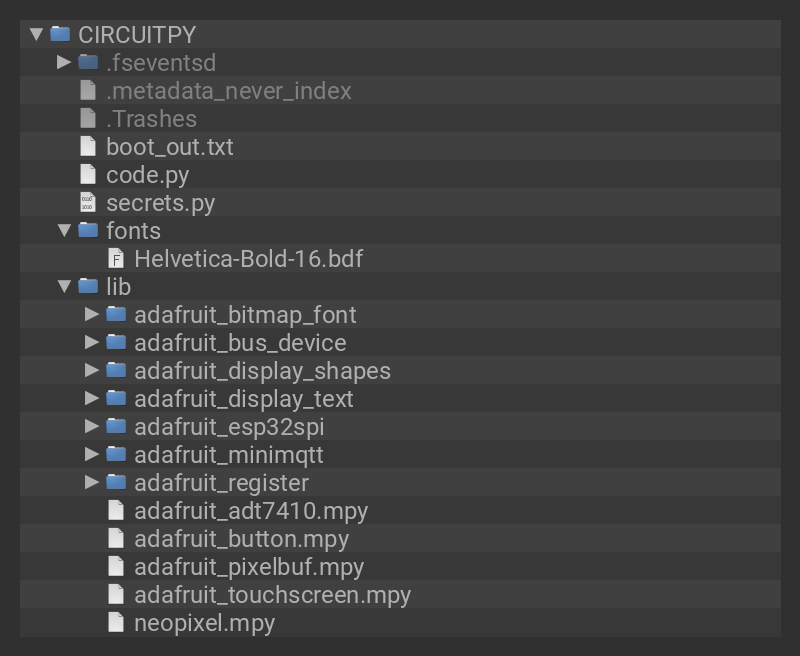 CIRCUITPY
.fseventsd
.metadata_never_index
.Trashes
boot_out.txt
code.py
secrets.py
fonts
Helvetica-Bold-16.bdf
lib
adafruit_bitmap_font
adafruit_bus_device
adafruit_display_shapes
adafruit_display_text
adafruit_esp32spi
adafruit_minimqtt
adafruit_register
adafruit_adt7410.mpy
adafruit_button.mpy
adafruit_pixelbuf.mpy
adafruit_touchscreen.mpy
neopixel.mpy